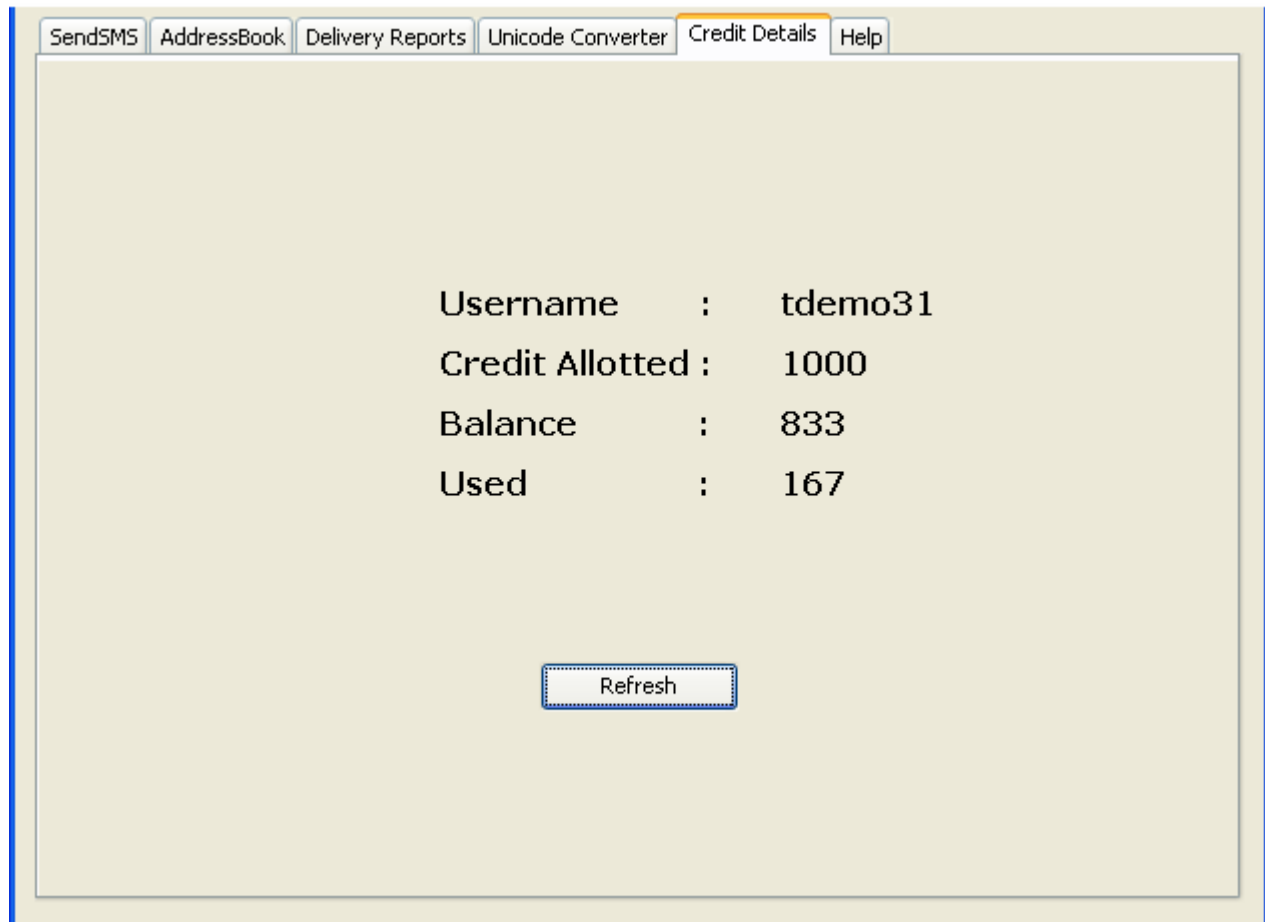 SendSMS AddressBook Delivery Reports Unicode Converter Credit Details Help
Username : tdemo31
Credit Allotted : 1000
Balance : 833
Used : 167
Refresh